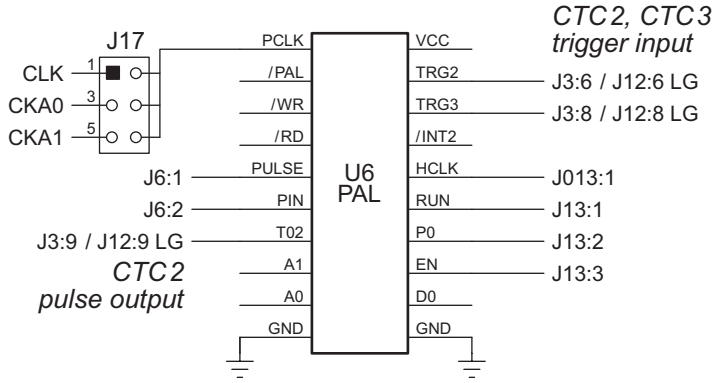 CTC2, CTC3
trigger input
J17
CLK 1
CKA0 3
CKA1 5
PCLK VCC
/PAL TRG2 J3:6 / J12:6 LG
/WR TRG3 J3:8 / J12:8 LG
/RD /INT2
J6:1 PULSE HCLK J013:1
U6
PAL
J6:2 PIN RUN J13:1
J3:9 / J12:9 LG T02 P0 J13:2
CTC2
pulse output
A1 EN J13:3
A0 D0
GND GND